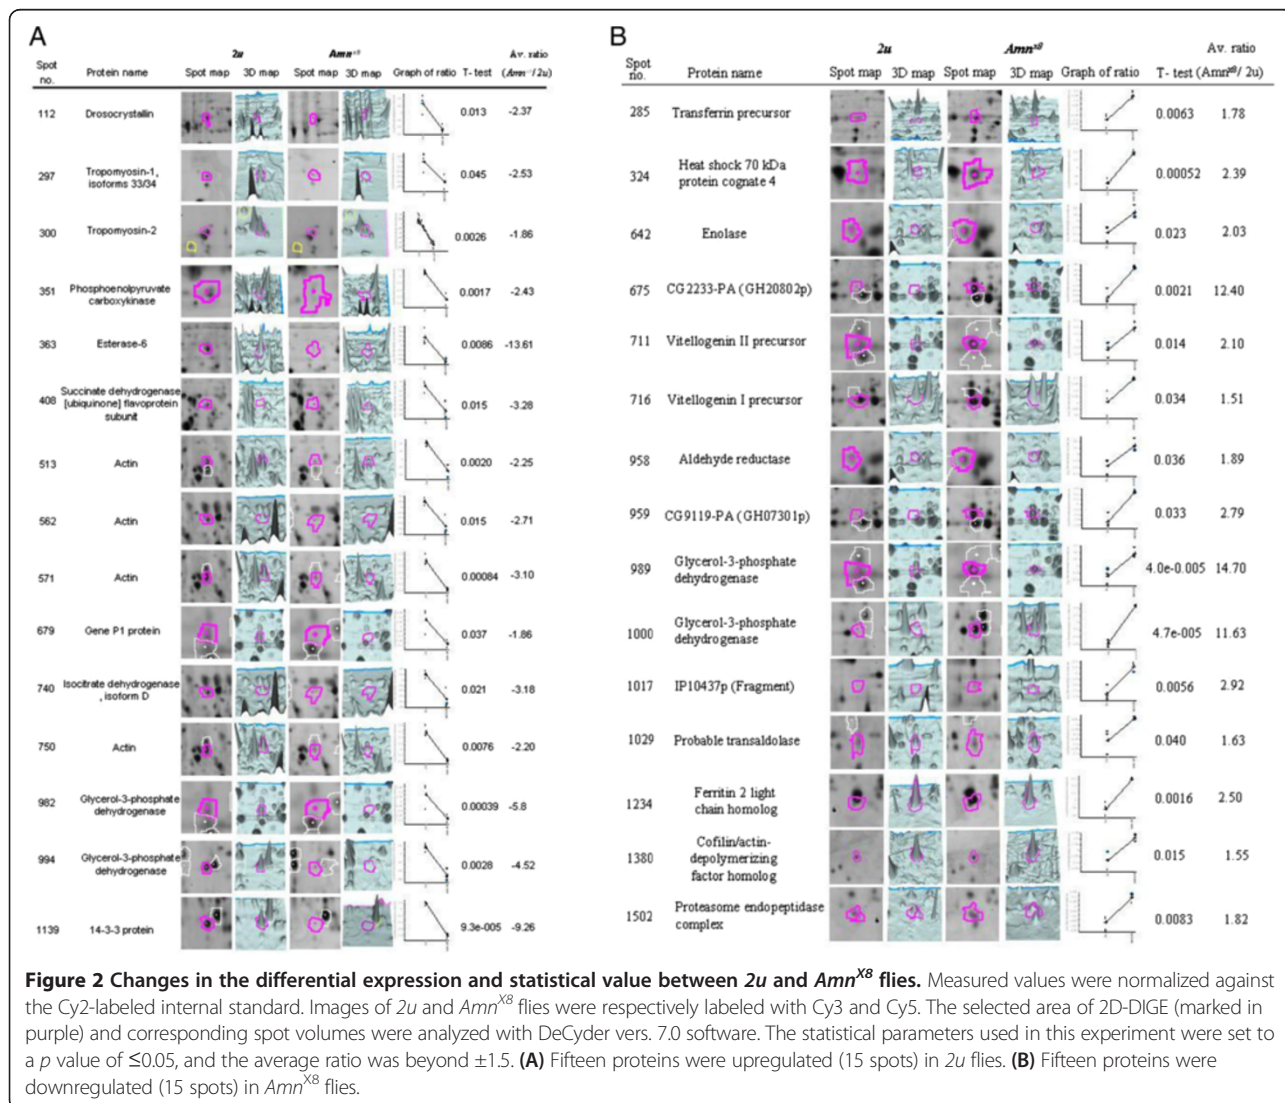 A
2u Amn
Av. ratio
Spot no. Protein name Spot map 3D map Spot map 3D map Graph of ratio T- test (Amn / 2u)
112 Drosocrystallin 0.013 -2.37
297 Tropomyosin-1, isoforms 33/34 0.045 -2.53
300 Tropomyosin-2 0.0026 -1.86
351 Phosphoenolpyruvate carboxykinase 0.0017 -2.43
363 Esterase-6 0.0086 -13.61
408 Succinate dehydrogenase [ubiquinone] flavoprotein subunit 0.015 -3.28
513 Actin 0.0020 -2.25
562 Actin 0.015 -2.71
571 Actin 0.00084 -3.10
679 Gene P1 protein 0.037 -1.86
740 Isocitrate dehydrogenase, isoform D 0.021 -3.18
750 Actin 0.0076 -2.20
982 Glycerol-3-phosphate dehydrogenase 0.00039 -5.8
994 Glycerol-3-phosphate dehydrogenase 0.0028 -4.52
1139 14-3-3 protein 9.3e-005 -9.26
B
2u Amn^x8
Av. ratio
Spot no. Protein name Spot map 3D map Spot map 3D map Graph of ratio T- test (Amn^x8/ 2u)
285 Transferrin precursor 0.0063 1.78
324 Heat shock 70 kDa protein cognate 4 0.00052 2.39
642 Enolase 0.023 2.03
675 CG2233-PA (GH20802p) 0.0021 12.40
711 Vitellogenin II precursor 0.014 2.10
716 Vitellogenin I precursor 0.034 1.51
958 Aldehyde reductase 0.036 1.89
959 CG9119-PA (GH07301p) 0.033 2.79
989 Glycerol-3-phosphate dehydrogenase 4.0e-0.005 14.70
1000 Glycerol-3-phosphate dehydrogenase 4.7e-005 11.63
1017 IP10437p (Fragment) 0.0056 2.92
1029 Probable transaldolase 0.040 1.63
1234 Ferritin 2 light chain homolog 0.0016 2.50
1380 Cofilin/actin-depolymerizing factor homolog 0.015 1.55
1502 Proteasome endopeptidase complex 0.0083 1.82
Figure 2 Changes in the differential expression and statistical value between 2u and Amn^X8 flies. Measured values were normalized against
the Cy2-labeled internal standard. Images of 2u and Amn^X8 flies were respectively labeled with Cy3 and Cy5. The selected area of 2D-DIGE (marked in
purple) and corresponding spot volumes were analyzed with DeCyder vers. 7.0 software. The statistical parameters used in this experiment were set to
a p value of ≤0.05, and the average ratio was beyond ±1.5. (A) Fifteen proteins were upregulated (15 spots) in 2u flies. (B) Fifteen proteins were
downregulated (15 spots) in Amn^X8 flies.